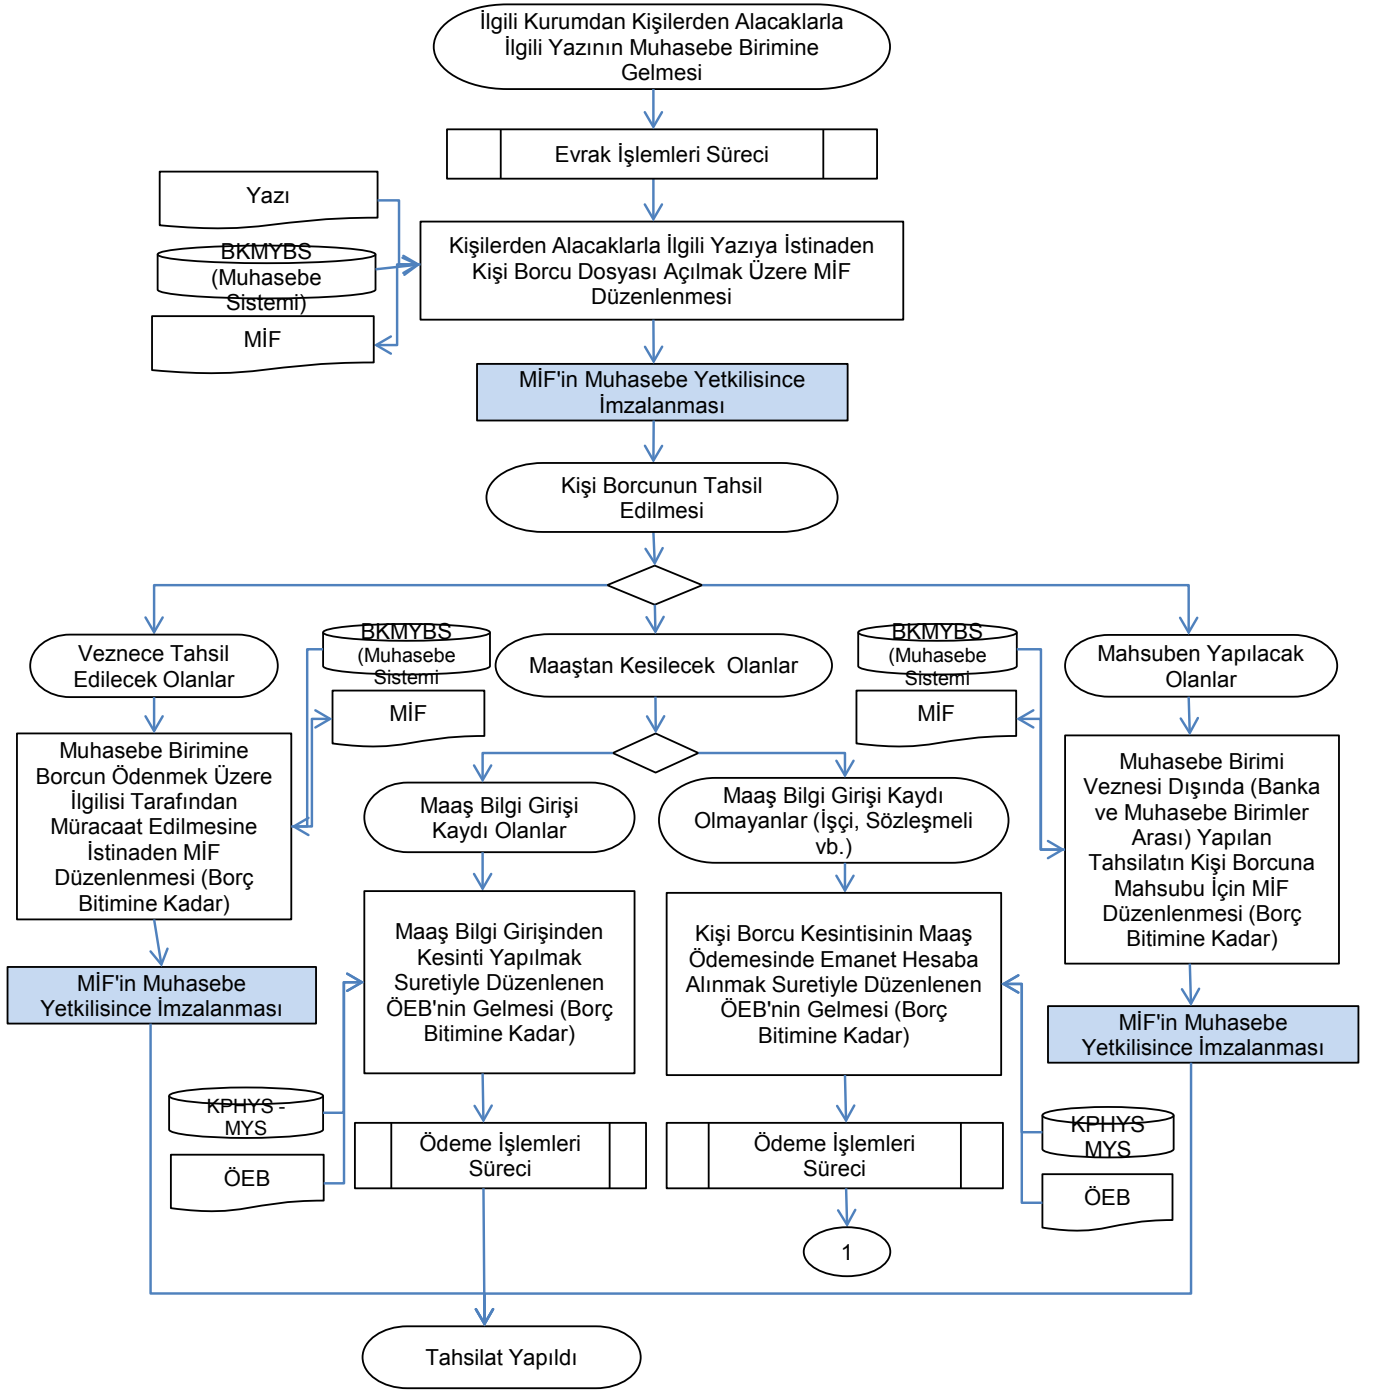 İlgili Kurumdan Kişilerden Alacaklarla
İlgili Yazının Muhasebe Birimine
Gelmesi
Evrak İşlemleri Süreci
Yazı
BKMYBS
(Muhasebe
Sistemi)
MİF
Kişilerden Alacaklarla İlgili Yazıya İstinaden
Kişi Borcu Dosyası Açılmak Üzere MİF
Düzenlenmesi
MİF'in Muhasebe Yetkilisince
İmzalanması
Kişi Borcunun Tahsil
Edilmesi
Veznece Tahsil
Edilecek Olanlar
BKMYBS
(Muhasebe
Sistemi
MİF
Maaştan Kesilecek  Olanlar
BKMYBS
(Muhasebe
Sistemi
MİF
Mahsuben Yapılacak
Olanlar
Muhasebe Birimine
Borcun Ödenmek Üzere
İlgilisi Tarafından
Müracaat Edilmesine
İstinaden MİF
Düzenlenmesi (Borç
Bitimine Kadar)
Maaş Bilgi Girişi
Kaydı Olanlar
Maaş Bilgi Girişi Kaydı
Olmayanlar (İşçi, Sözleşmeli
vb.)
Muhasebe Birimi
Veznesi Dışında (Banka
ve Muhasebe Birimler
Arası) Yapılan
Tahsilatın Kişi Borcuna
Mahsubu İçin MİF
Düzenlenmesi (Borç
Bitimine Kadar)
MİF'in Muhasebe
Yetkilisince İmzalanması
Maaş Bilgi Girişinden
Kesinti Yapılmak
Suretiyle Düzenlenen
ÖEB'nin Gelmesi (Borç
Bitimine Kadar)
Kişi Borcu Kesintisinin Maaş
Ödemesinde Emanet Hesaba
Alınmak Suretiyle Düzenlenen
ÖEB'nin Gelmesi (Borç
Bitimine Kadar)
MİF'in Muhasebe
Yetkilisince İmzalanması
KPHYS -
MYS
ÖEB
Ödeme İşlemleri
Süreci
Ödeme İşlemleri
Süreci
KPHYS
MYS
ÖEB
1
Tahsilat Yapıldı